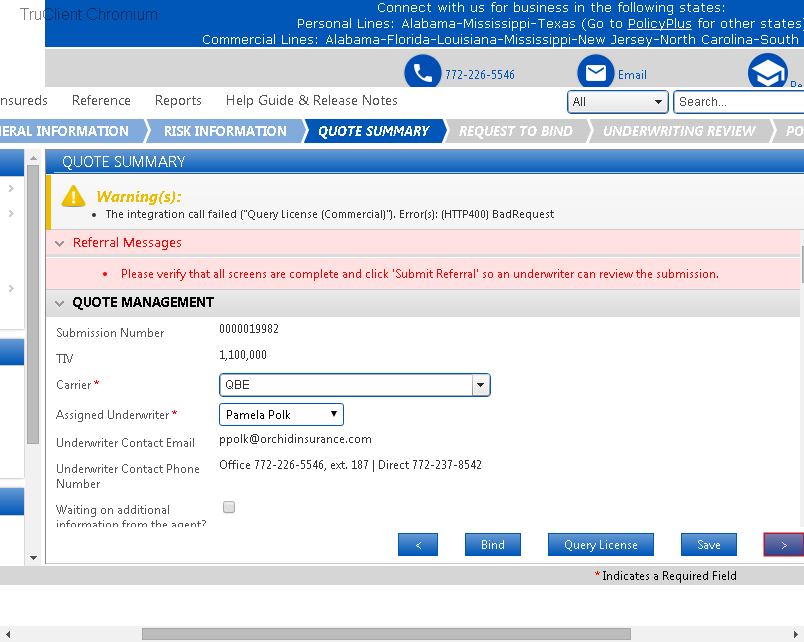 TruClient Chromium
Connect with us for business in the following states:
Personal Lines: Alabama-Mississippi-Texas (Go to PolicyPlus for other states)
Commercial Lines: Alabama-Florida-Louisiana-Mississippi-New Jersey-North Carolina-South
772-226-5546
Email
nsureds Reference Reports Help Guide & Release Notes All Search...
ERAL INFORMATION RISK INFORMATION QUOTE SUMMARY REQUEST TO BIND UNDERWRITING REVIEW PO
QUOTE SUMMARY
Warning(s):
• The integration call failed ("Query License (Commercial)"). Error(s): (HTTP400) BadRequest
Referral Messages
• Please verify that all screens are complete and click 'Submit Referral' so an underwriter can review the submission.
QUOTE MANAGEMENT
Submission Number 0000019982
TIV 1,100,000
Carrier * QBE
Assigned Underwriter * Pamela Polk
Underwriter Contact Email ppolk@orchidinsurance.com
Underwriter Contact Phone Office 772-226-5546, ext. 187 | Direct 772-237-8542
Number
Waiting on additional
information from the agent?
< Bind Query License Save >
* Indicates a Required Field